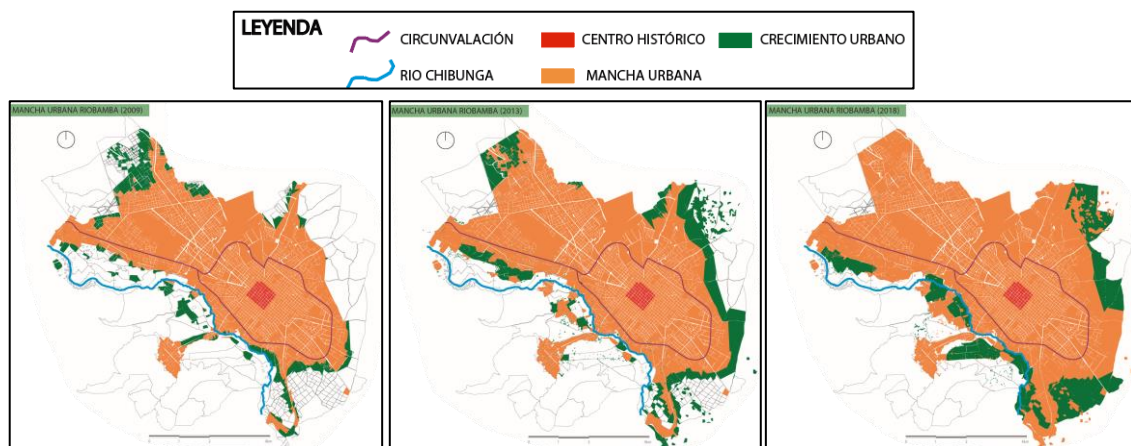 LEYENDA
CIRCUNVALACIÓN
CENTRO HISTÓRICO
CRECIMIENTO URBANO
RIO CHIBUNGA
MANCHA URBANA
MANCHA URBANA RIOBAMBA (2009)
MANCHA URBANA RIOBAMBA (2013)
MANCHA URBANA RIOBAMBA (2018)